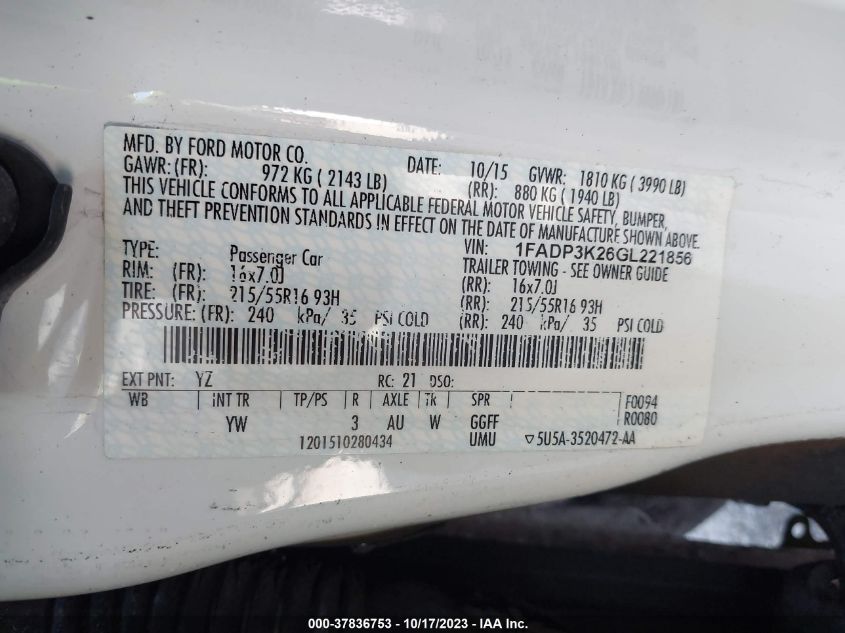 MFD. BY FORD MOTOR CO. DATE: 10/15 GVWR: 1810 KG ( 3990 LB)
GAWR: (FR): 972 KG ( 2143 LB) (RR): 880 KG ( 1940 LB)
THIS VEHICLE CONFORMS TO ALL APPLICABLE FEDERAL MOTOR VEHICLE SAFETY, BUMPER,
AND THEFT PREVENTION STANDARDS IN EFFECT ON THE DATE OF MANUFACTURE SHOWN ABOVE.
VIN: 1FADP3K26GL221856
TYPE: Passenger Car TRAILER TOWING - SEE OWNER GUIDE
RIM: (FR): 16x7.0J (RR): 16x7.0J
TIRE: (FR): 215/55R16 93H (RR): 215/55R16 93H
PRESSURE: (FR): 240 kPa/ 35 PSI COLD (RR): 240 kPa/ 35 PSI COLD
EXT PNT: YZ RC: 21 DSO:
WB INT TR TP/PS R AXLE TR SPR F0094
YW 3 AU W GGFF R0080
1201510280434 UMU ▽5U5A-3520472-AA
000-37836753 - 10/17/2023 - IAA Inc.